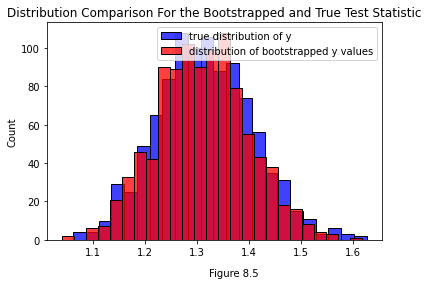 Distribution Comparison For the Bootstrapped and True Test Statistic
true distribution of y
distribution of bootstrapped y values
Count
100
80
60
40
20
0
1.1 1.2 1.3 1.4 1.5 1.6
Figure 8.5